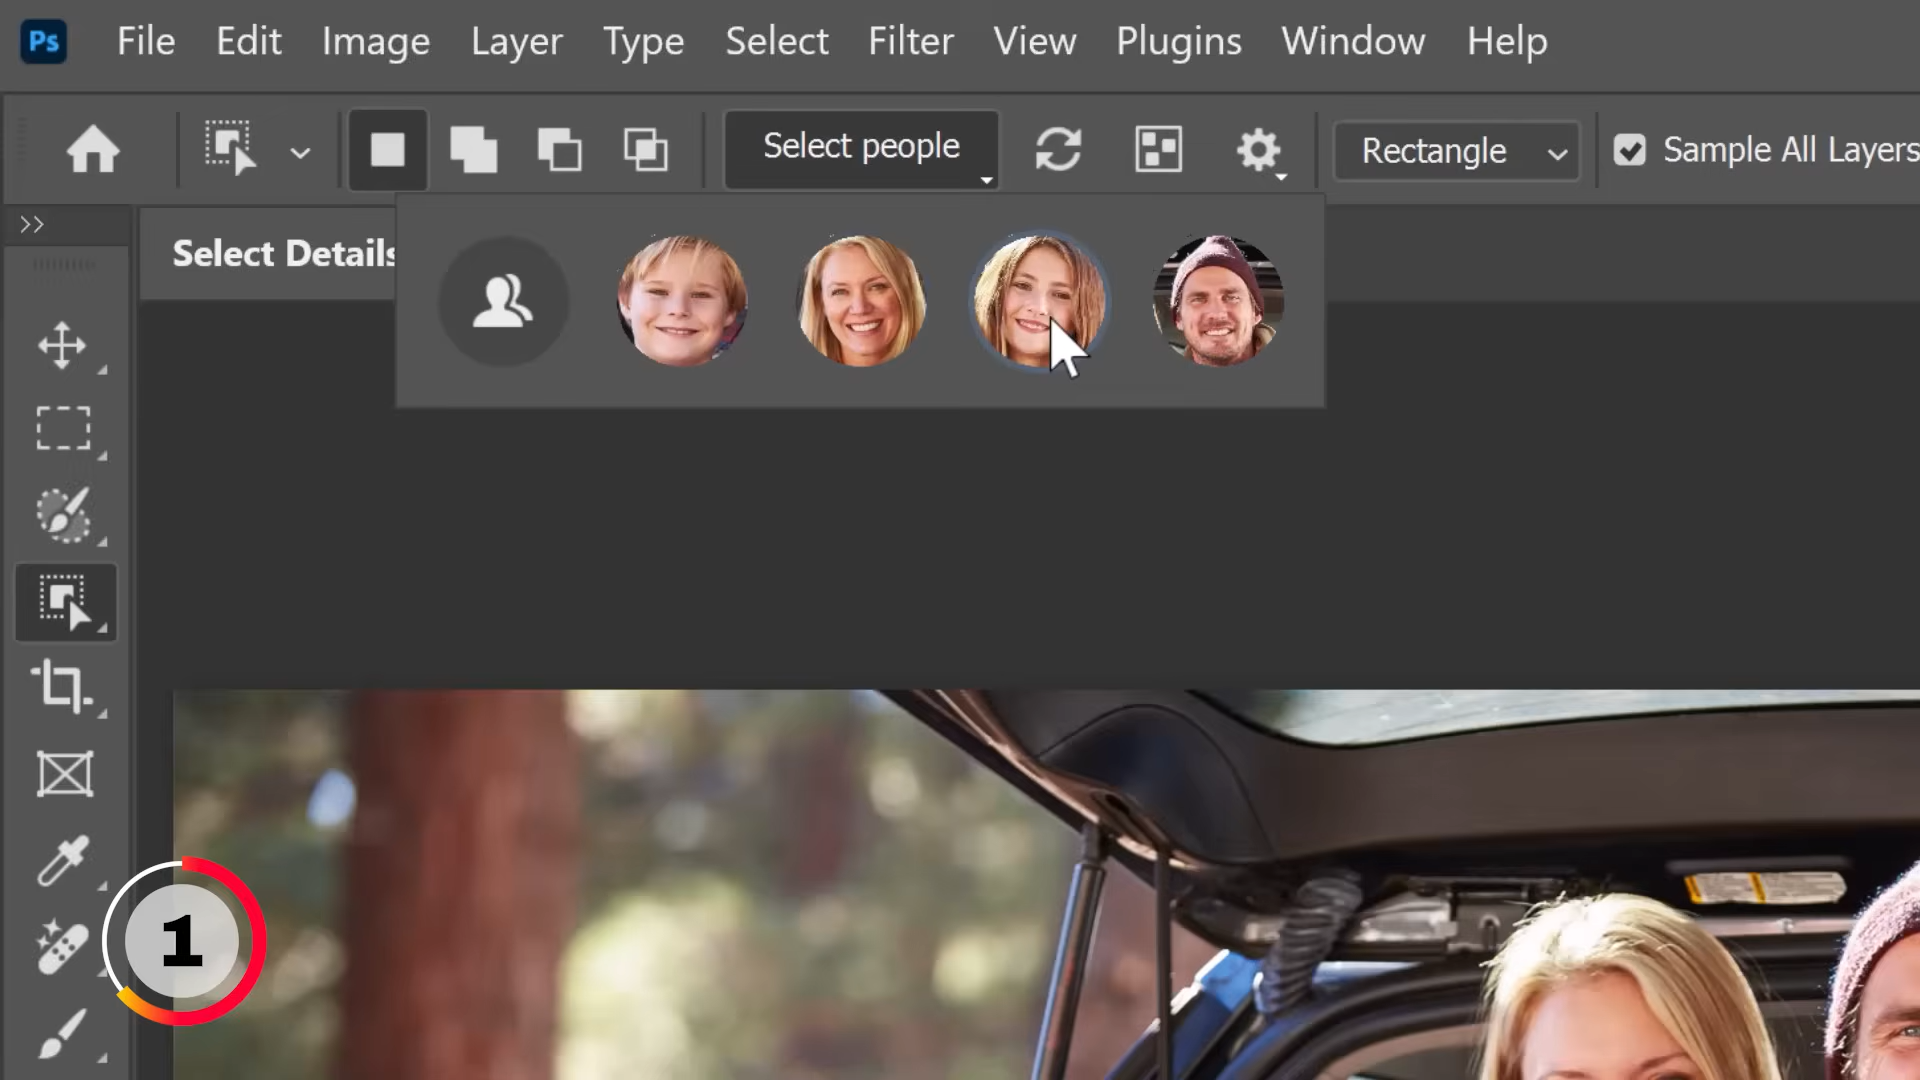 Ps File Edit Image Layer Type Select Filter View Plugins Window Help
Select people Rectangle Sample All Layers
Select Details
1